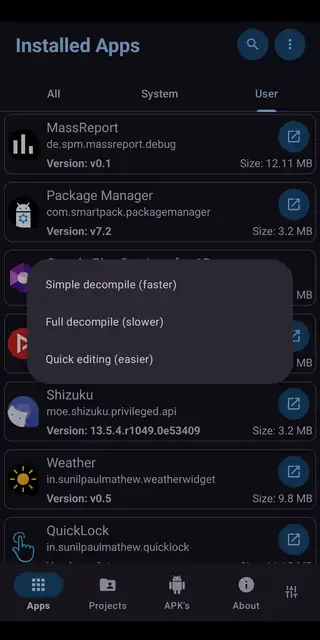 Installed Apps
All
System
User
MassReport
de.spm.massreport.debug
Version: v0.1
Size: 12.11 MB
Package Manager
com.smartpack.packagemanager
Version: v7.2
Size: 3.2 MB
MB
Simple decompile (faster)
Full decompile (slower)
Quick editing (easier)
MB
Shizuku
moe.shizuku.privileged.api
Version: 13.5.4.r1049.0e53409
Size: 3.2 MB
Weather
in.sunilpaulmathew.weatherwidget
Version: v0.5
Size: 9.8 MB
QuickLock
in.sunilpaulmathew.quicklock
Apps
Projects
APK's
About